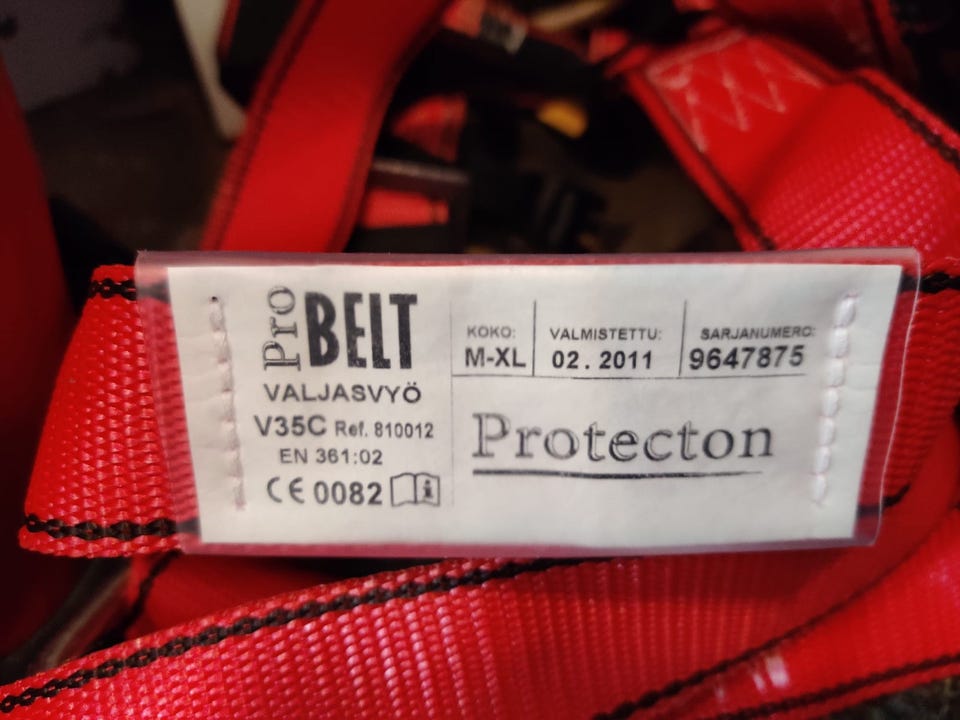 Pro BELT
VALJASVYÖ
V35C Ref. 810012
EN 361:02
CE 0082
KOKO:
M-XL
VALMISTETTU:
02. 2011
SARJANUMERO:
9647875
Protecton